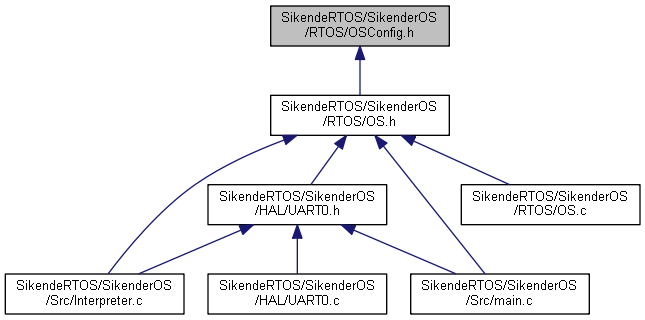 SikendeRTOS/SikenderOS
/RTOS/OSConfig.h
SikendeRTOS/SikenderOS
/RTOS/OS.h
SikendeRTOS/SikenderOS
/HAL/UART0.h
SikendeRTOS/SikenderOS
/RTOS/OS.c
SikendeRTOS/SikenderOS
/Src/Interpreter.c
SikendeRTOS/SikenderOS
/HAL/UART0.c
SikendeRTOS/SikenderOS
/Src/main.c